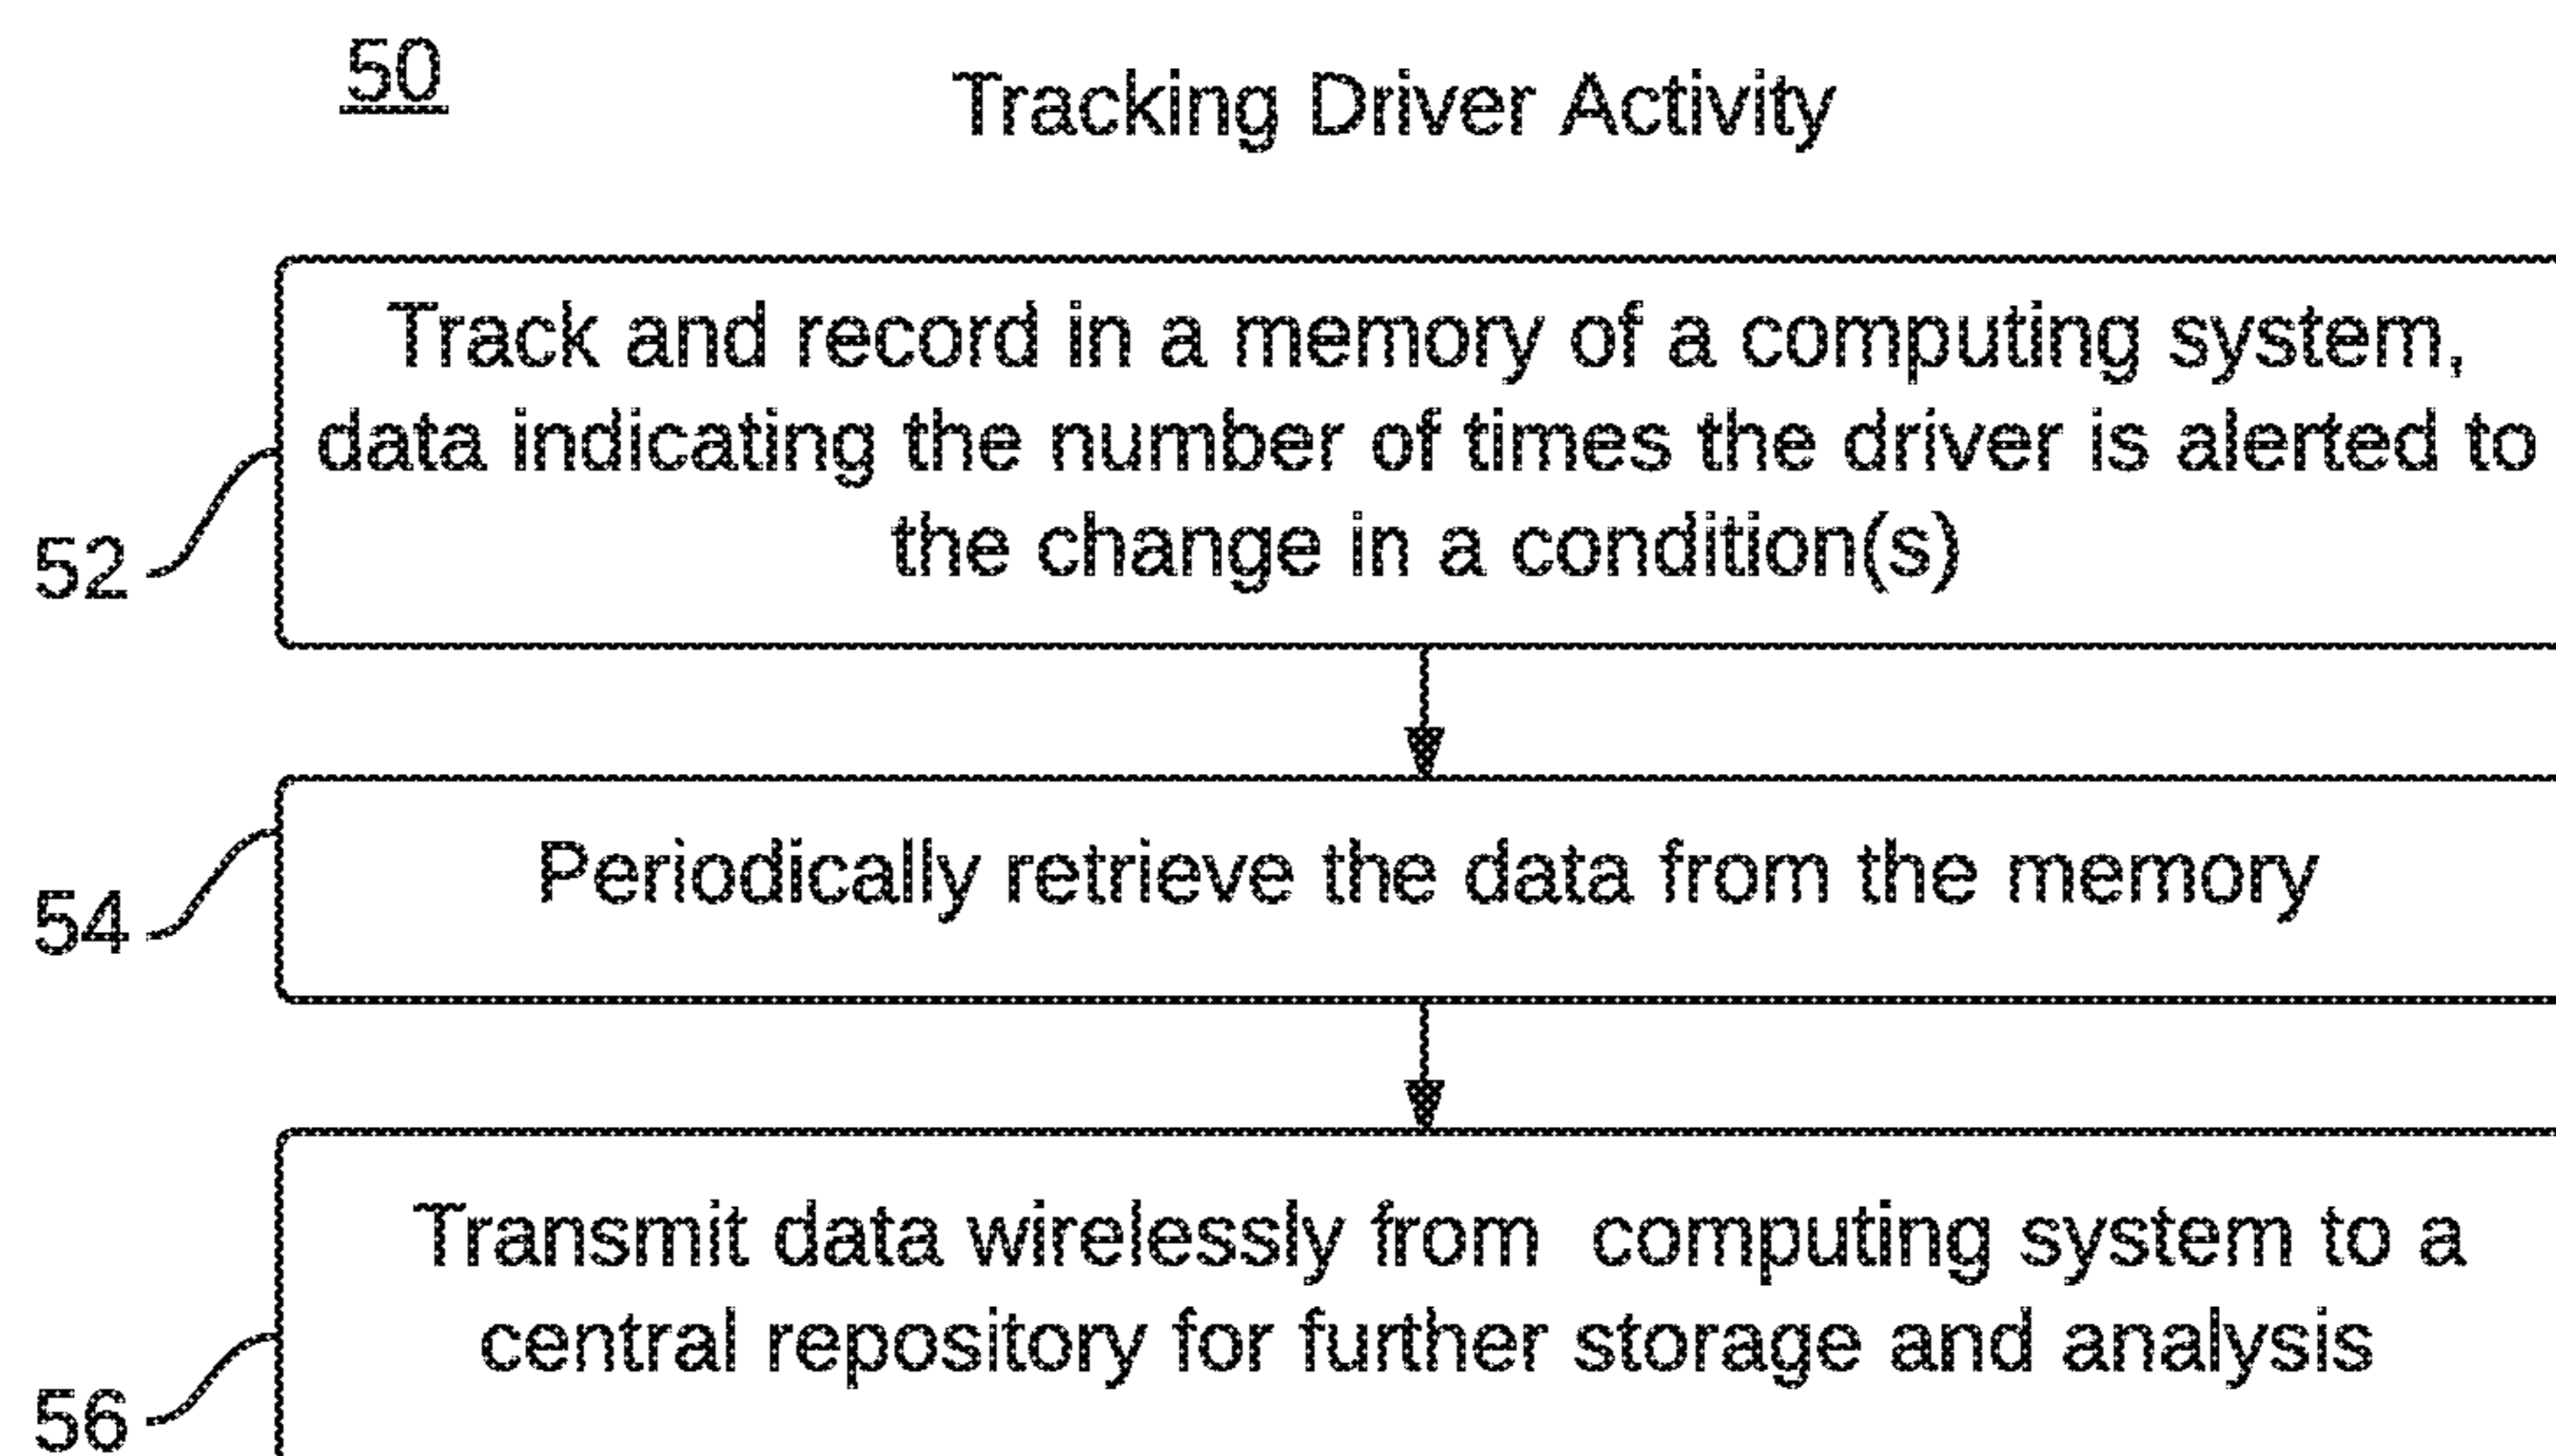 50
Tracking Driver Activity
Track and record in a memory of a computing system,
data indicating the number of times the driver is alerted to
the change in a condition(s)
52
Periodically retrieve the data from the memory
54
Transmit data wirelessly from computing system to a
central repository for further storage and analysis
56